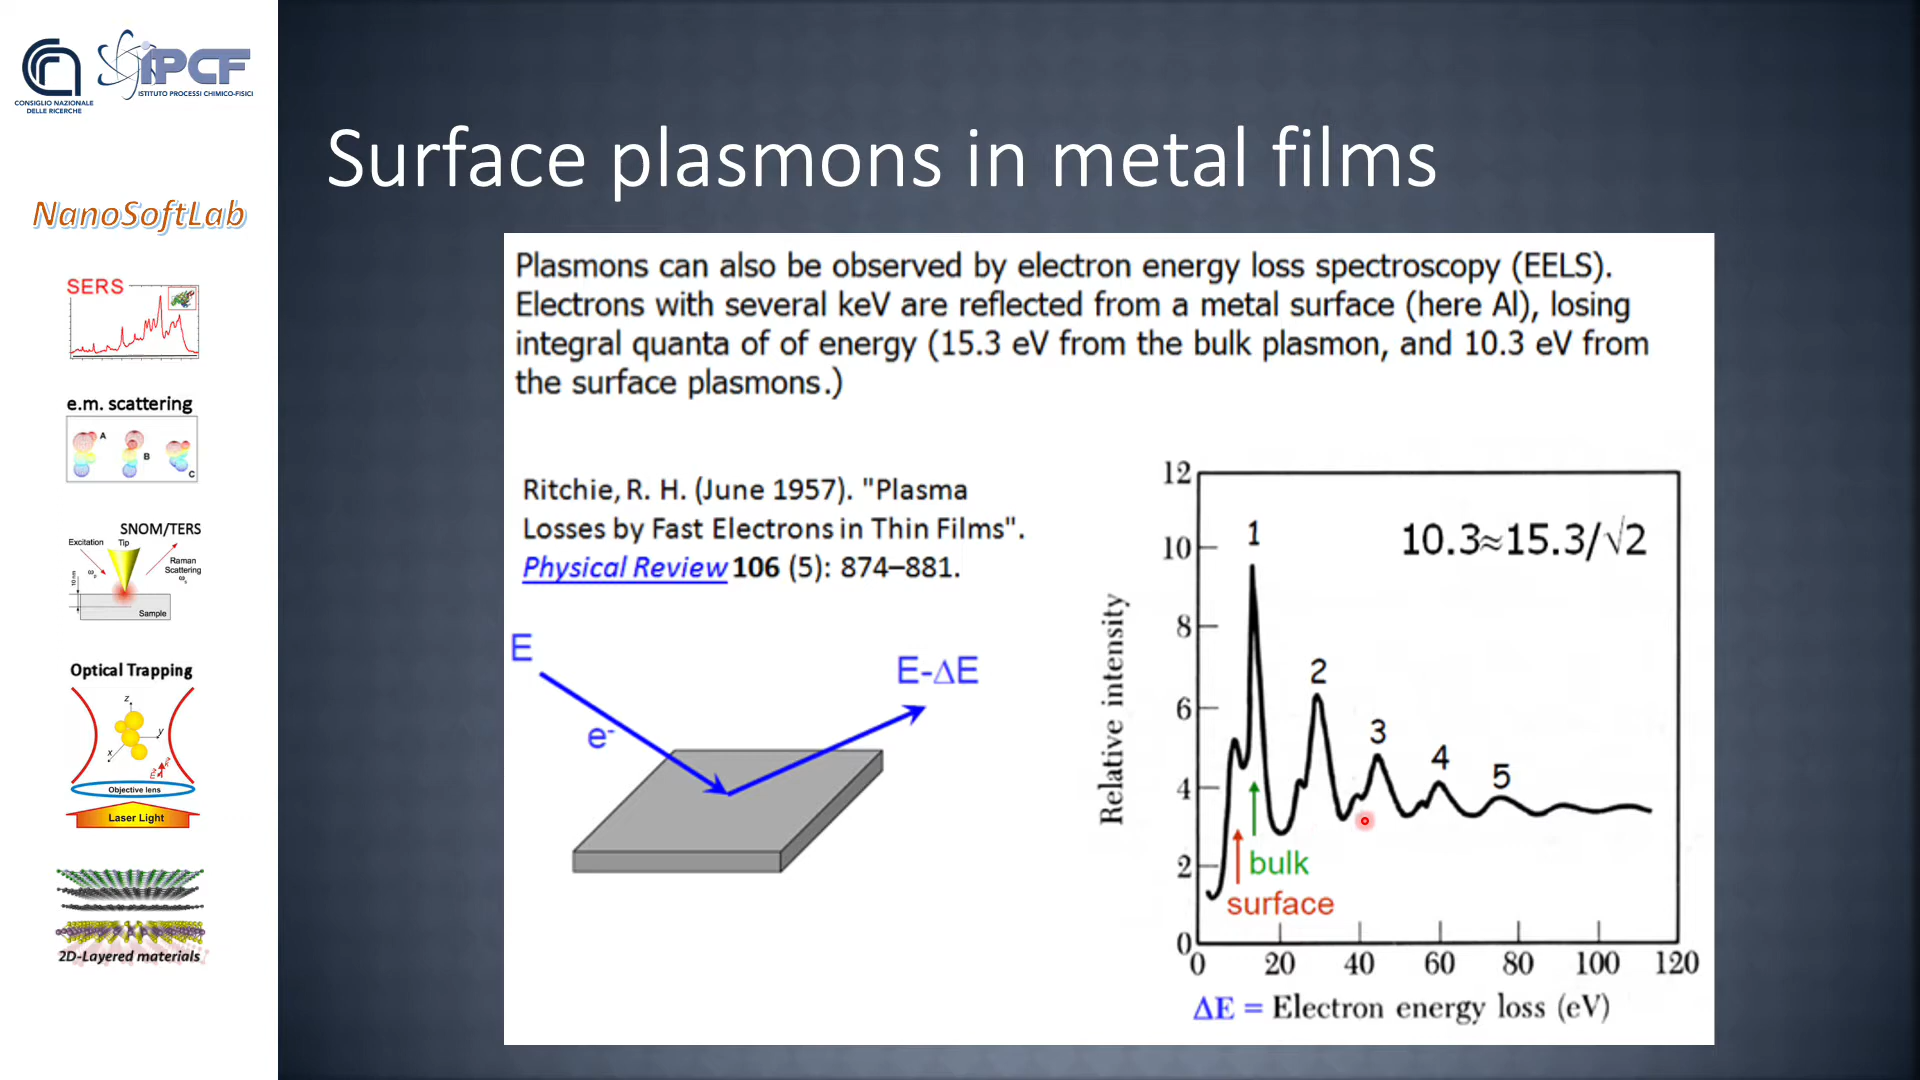 CONSIGLIO NAZIONALE
DELLE RICERCHE
iPCF
ISTITUTO PROCESSI CHIMICO-FISICI
NanoSoftLab
SERS
e.m. scattering
A
B
C
SNOM/TERS
Excitation Tip
Raman
Scattering
10 nm
Sample
Optical Trapping
z
y
x
Objective lens
Laser Light
2D-Layered materials
Surface plasmons in metal films
Plasmons can also be observed by electron energy loss spectroscopy (EELS).
Electrons with several keV are reflected from a metal surface (here Al), losing
integral quanta of of energy (15.3 eV from the bulk plasmon, and 10.3 eV from
the surface plasmons.)
Ritchie, R. H. (June 1957). "Plasma
Losses by Fast Electrons in Thin Films".
Physical Review 106 (5): 874–881.
E
e-
E-ΔE
10.3≈15.3/√2
Relative intensity
12
10
8
6
4
2
0
1
2
3
4
5
bulk
surface
0 20 40 60 80 100 120
ΔE = Electron energy loss (eV)